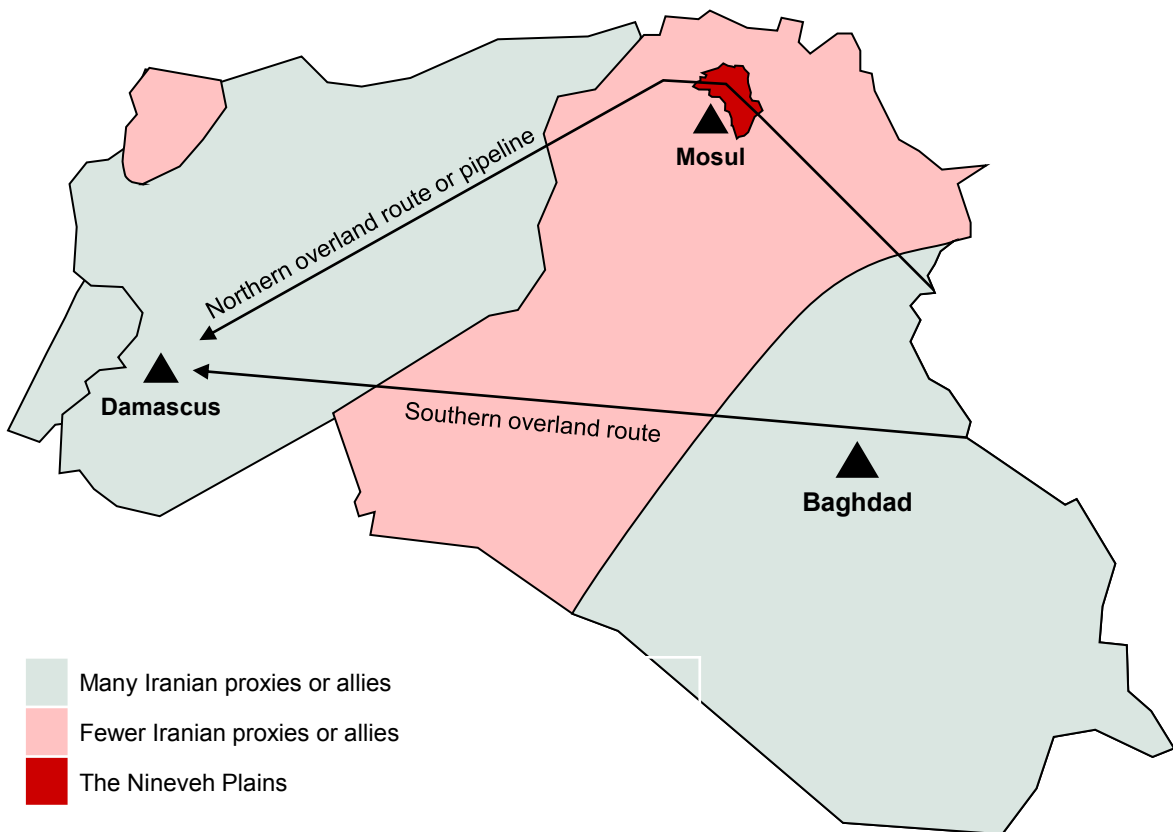 Mosul
Northern overland route or pipeline
Damascus
Southern overland route
Baghdad
Many Iranian proxies or allies
Fewer Iranian proxies or allies
The Nineveh Plains